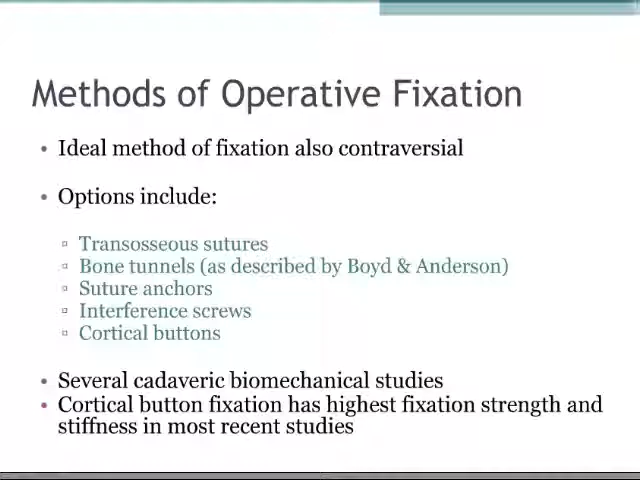 Methods of Operative Fixation
• Ideal method of fixation also contraversial
• Options include:
▫ Transosseous sutures
▫ Bone tunnels (as described by Boyd & Anderson)
▫ Suture anchors
▫ Interference screws
▫ Cortical buttons
• Several cadaveric biomechanical studies
• Cortical button fixation has highest fixation strength and
stiffness in most recent studies